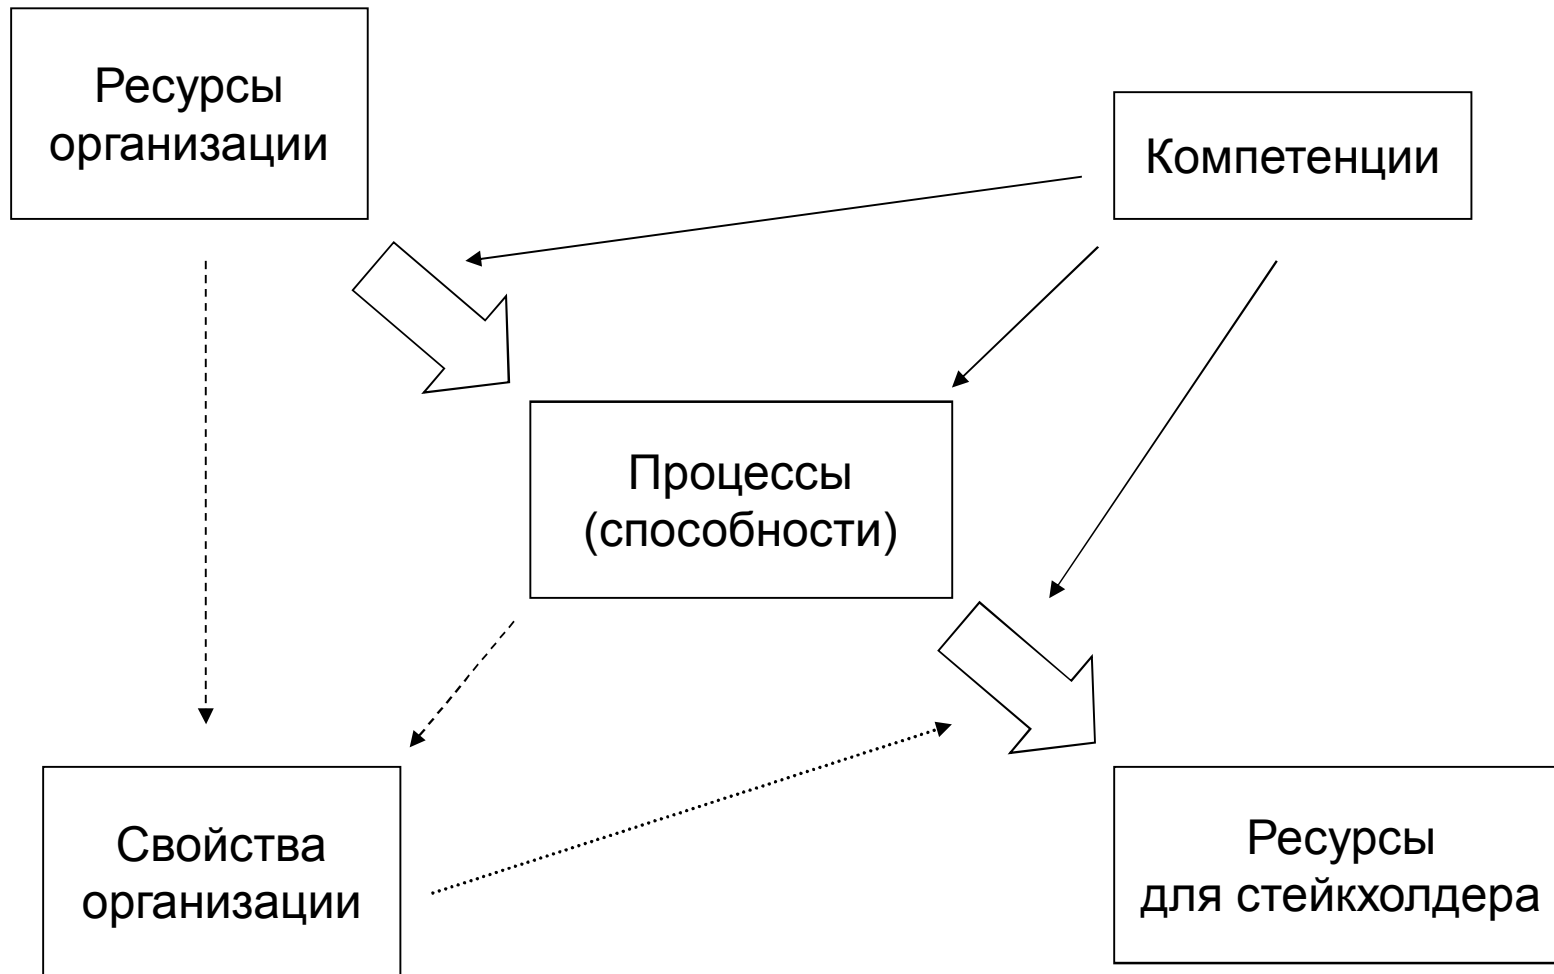 Ресурсы
организации
Компетенции
Процессы
(способности)
Свойства
организации
Ресурсы
для стейкхолдера